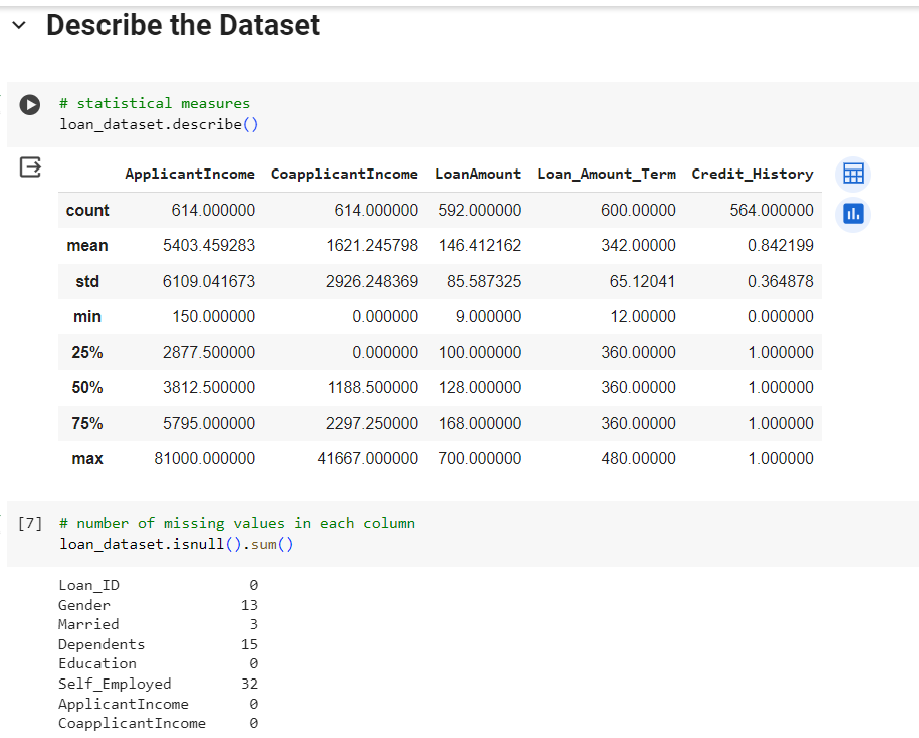 Describe the Dataset
# statistical measures
loan_dataset.describe()
ApplicantIncome CoapplicantIncome LoanAmount Loan_Amount_Term Credit_History
count 614.000000 614.000000 592.000000 600.00000 564.000000
mean 5403.459283 1621.245798 146.412162 342.00000 0.842199
std 6109.041673 2926.248369 85.587325 65.12041 0.364878
min 150.000000 0.000000 9.000000 12.00000 0.000000
25% 2877.500000 0.000000 100.000000 360.00000 1.000000
50% 3812.500000 1188.500000 128.000000 360.00000 1.000000
75% 5795.000000 2297.250000 168.000000 360.00000 1.000000
max 81000.000000 41667.000000 700.000000 480.00000 1.000000
[7] # number of missing values in each column
loan_dataset.isnull().sum()
Loan_ID 0
Gender 13
Married 3
Dependents 15
Education 0
Self_Employed 32
ApplicantIncome 0
CoapplicantIncome 0